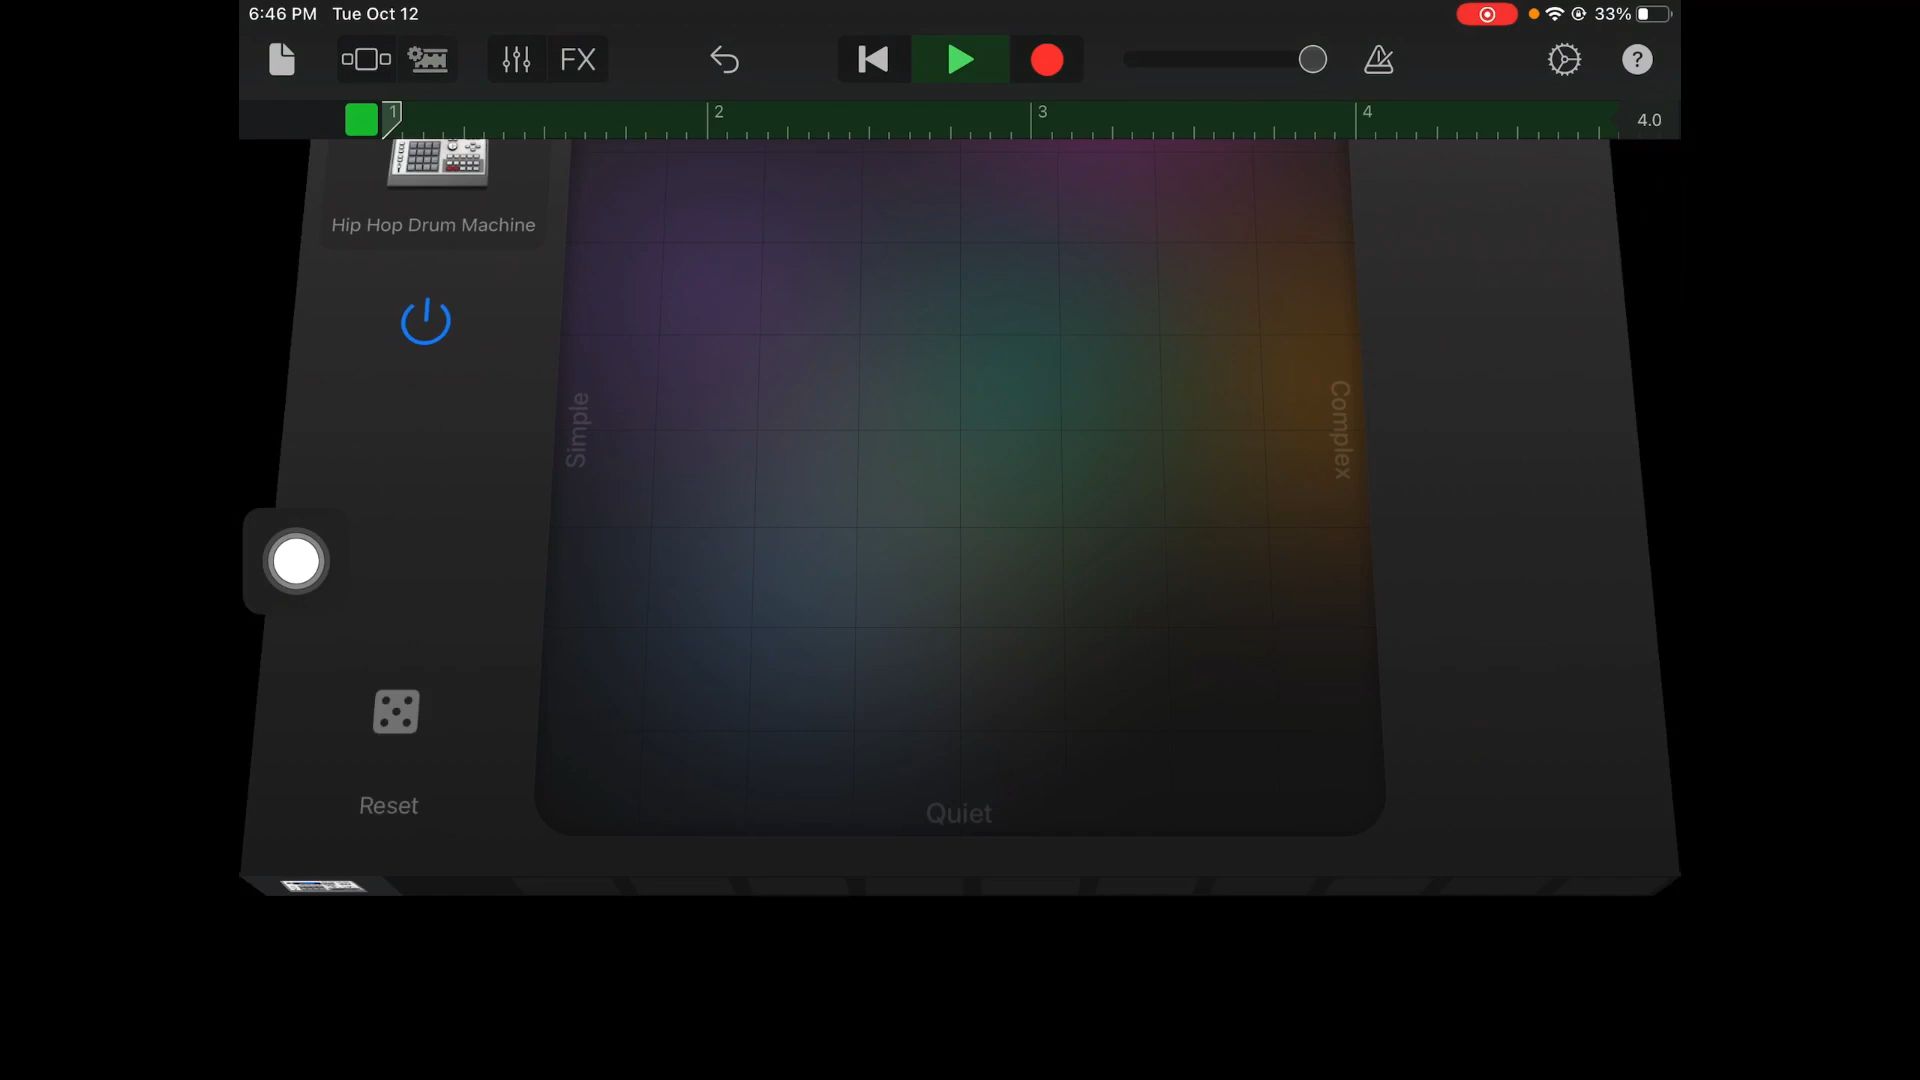 6:46 PM Tue Oct 12
33%
FX
?
1 2 3 4 4.0
Hip Hop Drum Machine
Simple
Complex
Reset
Quiet